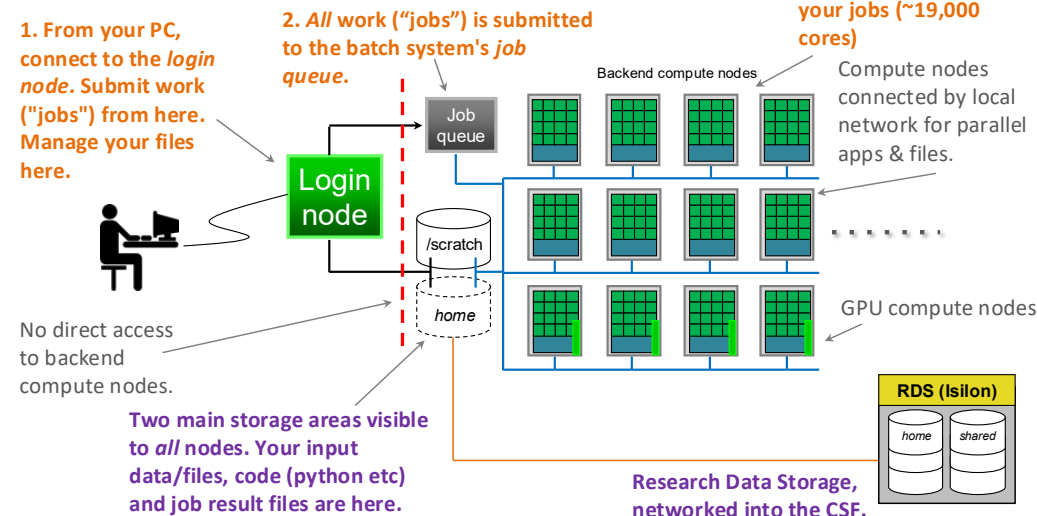 1. From your PC,
connect to the login
node. Submit work
("jobs") from here.
Manage your files
here.
2. All work (“jobs”) is submitted
to the batch system's job
queue.
your jobs (~19,000
cores)
Backend compute nodes
Compute nodes
connected by local
network for parallel
apps & files.
Job
queue
Login
node
/scratch
home
No direct access
to backend
compute nodes.
GPU compute nodes
Two main storage areas visible
to all nodes. Your input
data/files, code (python etc)
and job result files are here.
RDS (Isilon)
home
shared
Research Data Storage,
networked into the CSF.